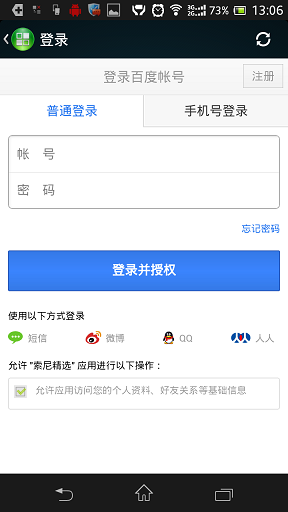 3G 2G 73% 13:06
登录
登录百度帐号 注册
普通登录 手机号登录
帐 号
密 码
忘记密码
登录并授权
使用以下方式登录
短信 微博 QQ 人人
允许 "索尼精选" 应用进行以下操作：
允许应用访问您的个人资料、好友关系等基础信息